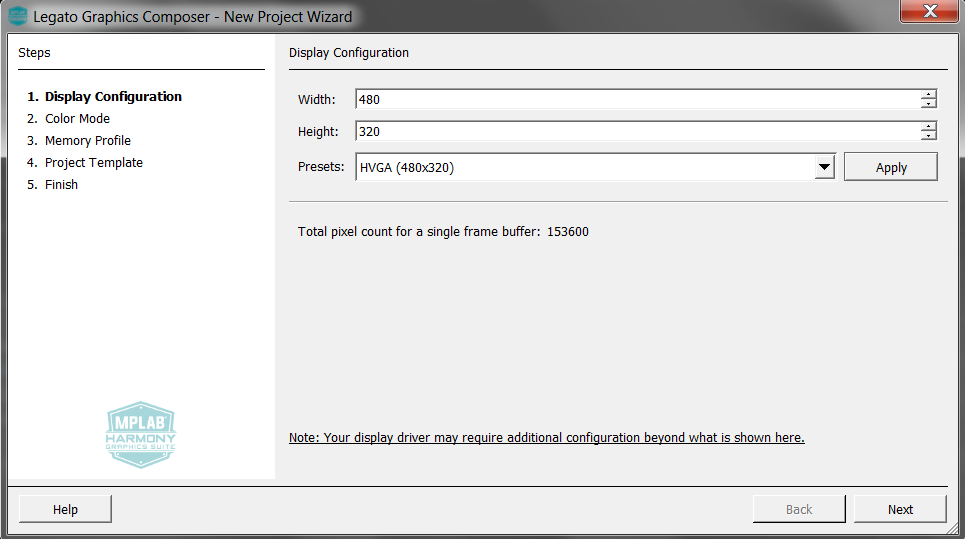 Legato Graphics Composer - New Project Wizard
Steps
1. Display Configuration
2. Color Mode
3. Memory Profile
4. Project Template
5. Finish
MPLAB®
HARMONY
GRAPHICS SUITE
Display Configuration
Width: 480
Height: 320
Presets: HVGA (480x320) Apply
Total pixel count for a single frame buffer: 153600
Note: Your display driver may require additional configuration beyond what is shown here.
Help Back Next